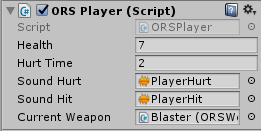 ORS Player (Script)
Script ORSPlayer
Health 7
Hurt Time 2
Sound Hurt PlayerHurt
Sound Hit PlayerHit
Current Weapon Blaster (ORSWe